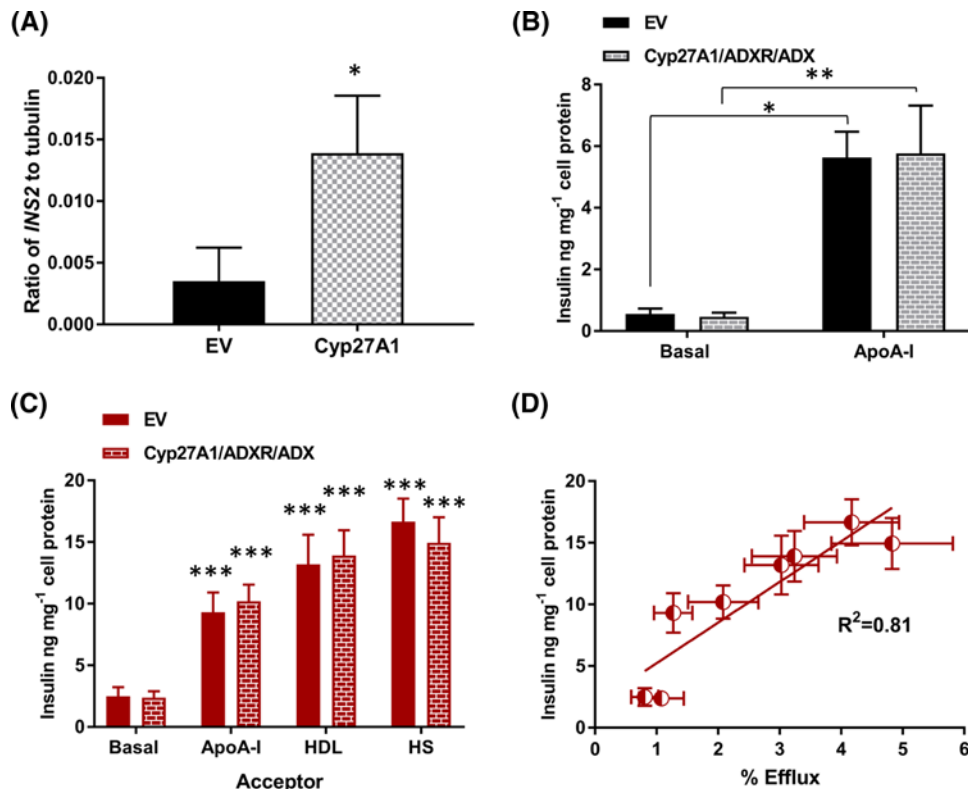 (A)
Ratio of INS2 to tubulin
0.020
0.015
0.010
0.005
0.000
*
EV
Cyp27A1
(B)
EV
Cyp27A1/ADXR/ADX
Insulin ng mg⁻¹ cell protein
8
6
4
2
0
**
*
Basal
ApoA-I
(C)
EV
Cyp27A1/ADXR/ADX
Insulin ng mg⁻¹ cell protein
20
15
10
5
0
*** *** *** *** *** ***
Basal ApoA-I HDL HS
Acceptor
(D)
Insulin ng mg⁻¹ cell protein
20
15
10
5
0
R²=0.81
0 1 2 3 4 5 6
% Efflux